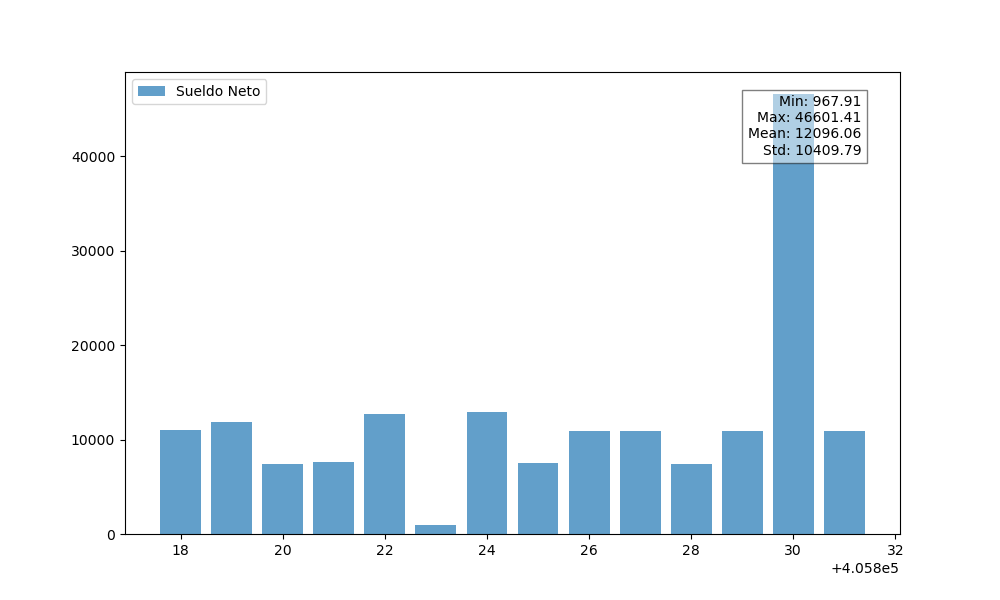 Sueldo Neto
Min: 967.91
Max: 46601.41
Mean: 12096.06
Std: 10409.79
40000
30000
20000
10000
0
18 20 22 24 26 28 30 32
+4.058e5